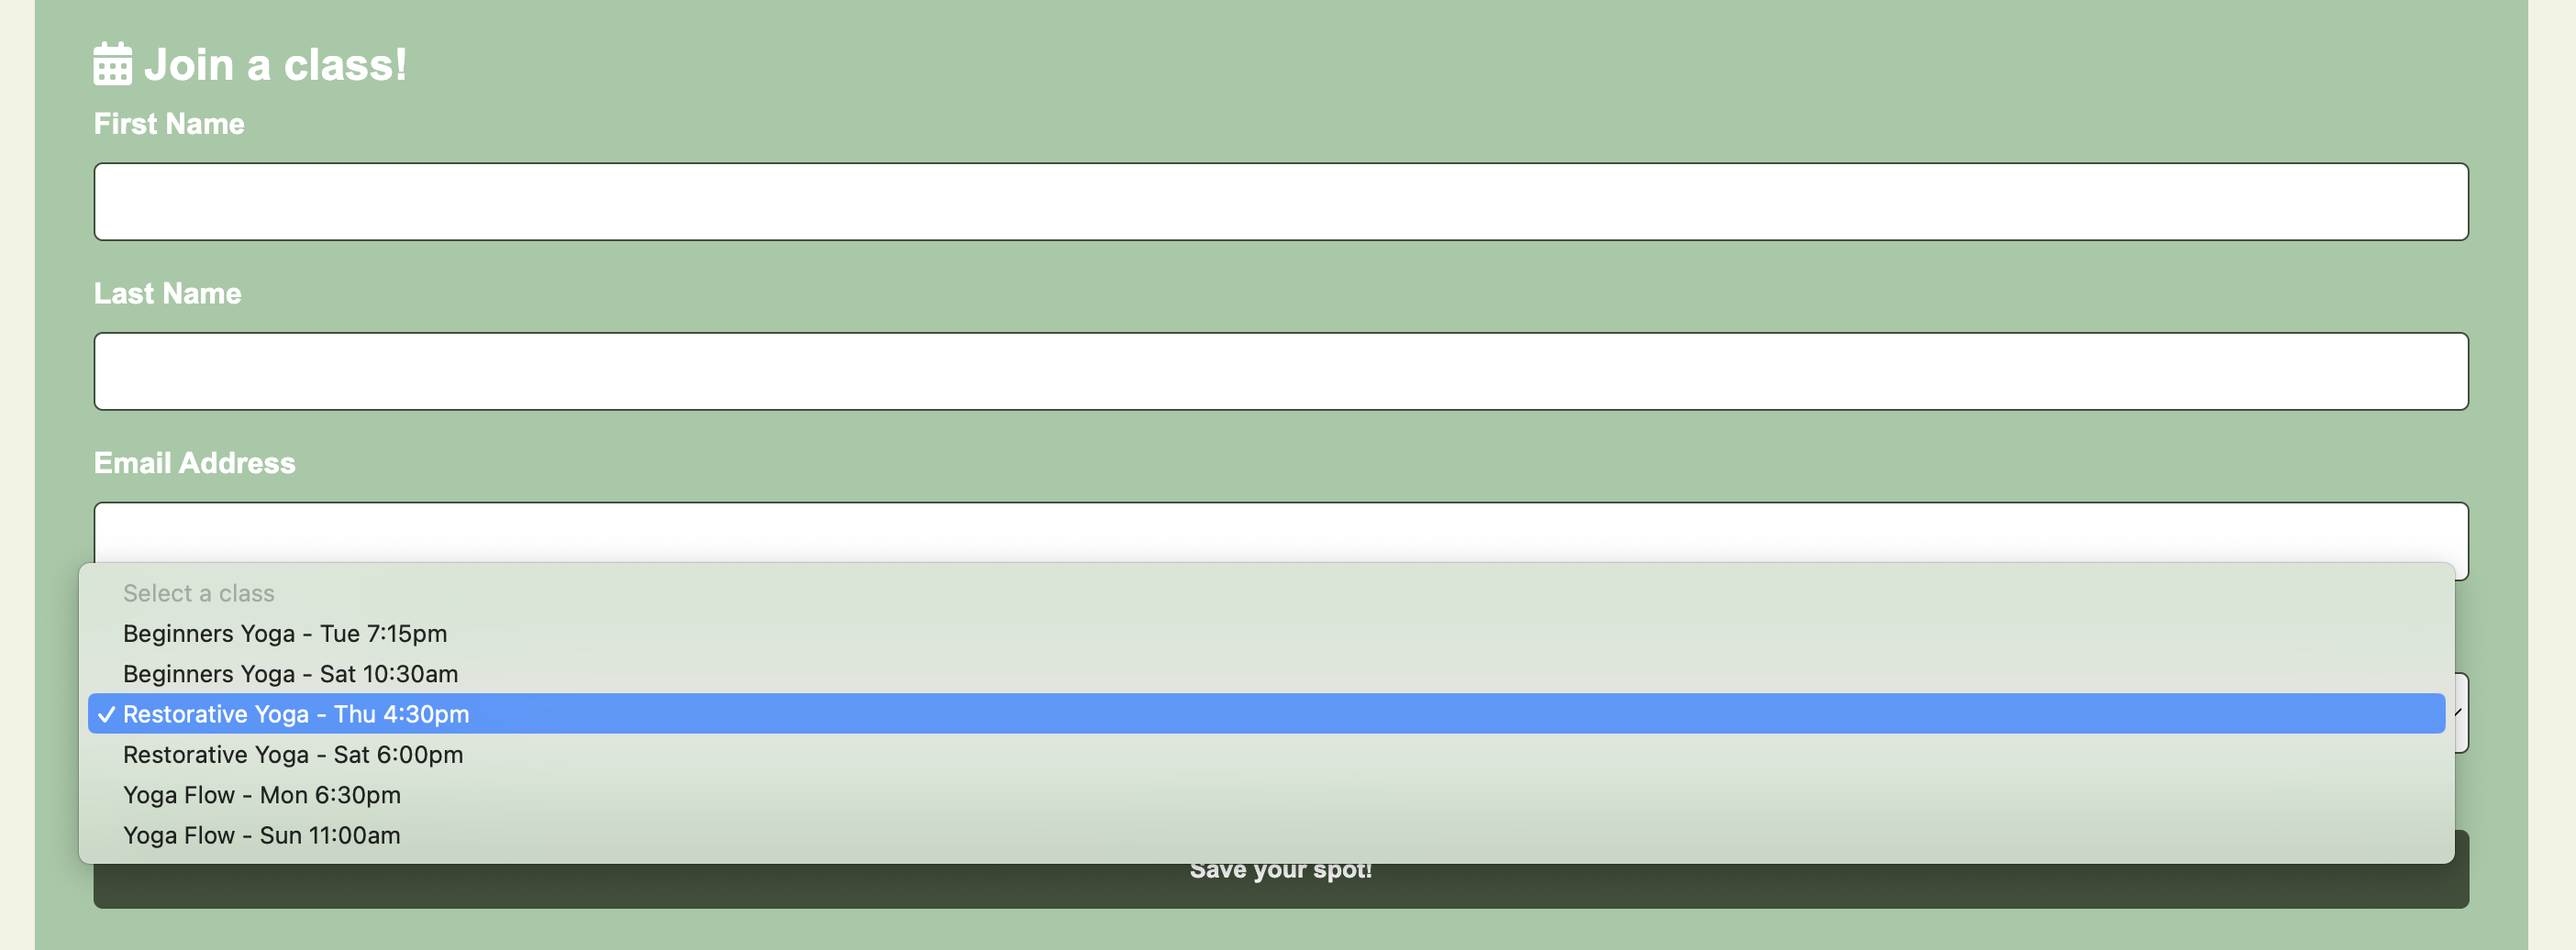 Join a class!
First Name
Last Name
Email Address
Select a class
Beginners Yoga - Tue 7:15pm
Beginners Yoga - Sat 10:30am
Restorative Yoga - Thu 4:30pm
Restorative Yoga - Sat 6:00pm
Yoga Flow - Mon 6:30pm
Yoga Flow - Sun 11:00am
Save your spot!